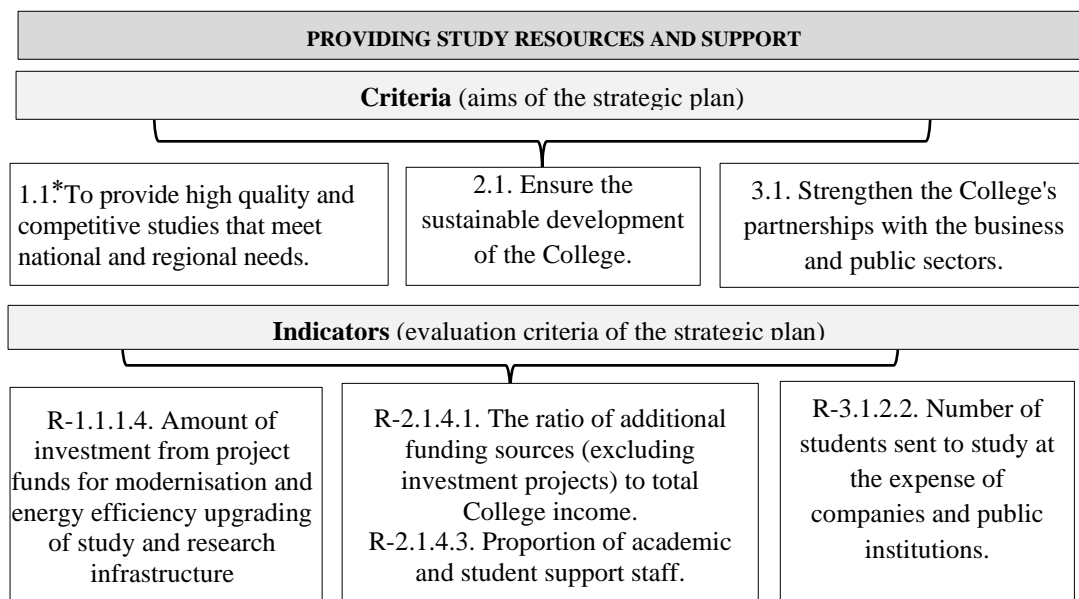 PROVIDING STUDY RESOURCES AND SUPPORT
Criteria (aims of the strategic plan)
1.1.*To provide high quality and
competitive studies that meet
national and regional needs.
2.1. Ensure the
sustainable development
of the College.
3.1. Strengthen the College's
partnerships with the business
and public sectors.
Indicators (evaluation criteria of the strategic plan)
R-1.1.1.4. Amount of
investment from project
funds for modernisation and
energy efficiency upgrading
of study and research
infrastructure
R-2.1.4.1. The ratio of additional
funding sources (excluding
investment projects) to total
College income.
R-2.1.4.3. Proportion of academic
and student support staff.
R-3.1.2.2. Number of
students sent to study at
the expense of
companies and public
institutions.